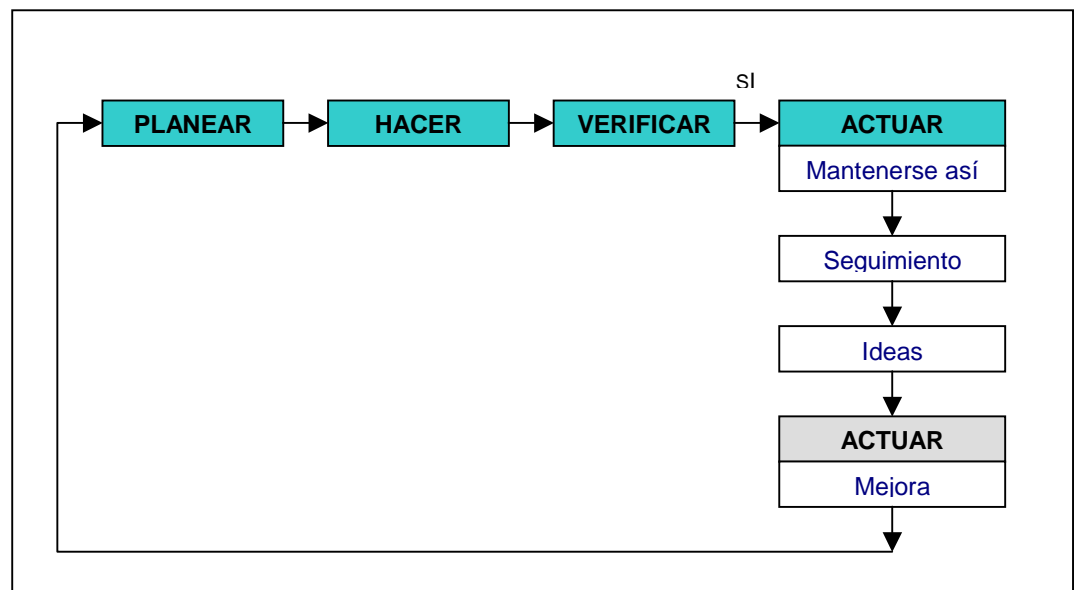 SI
PLANEAR
HACER
VERIFICAR
ACTUAR
Mantenerse así
Seguimiento
Ideas
ACTUAR
Mejora